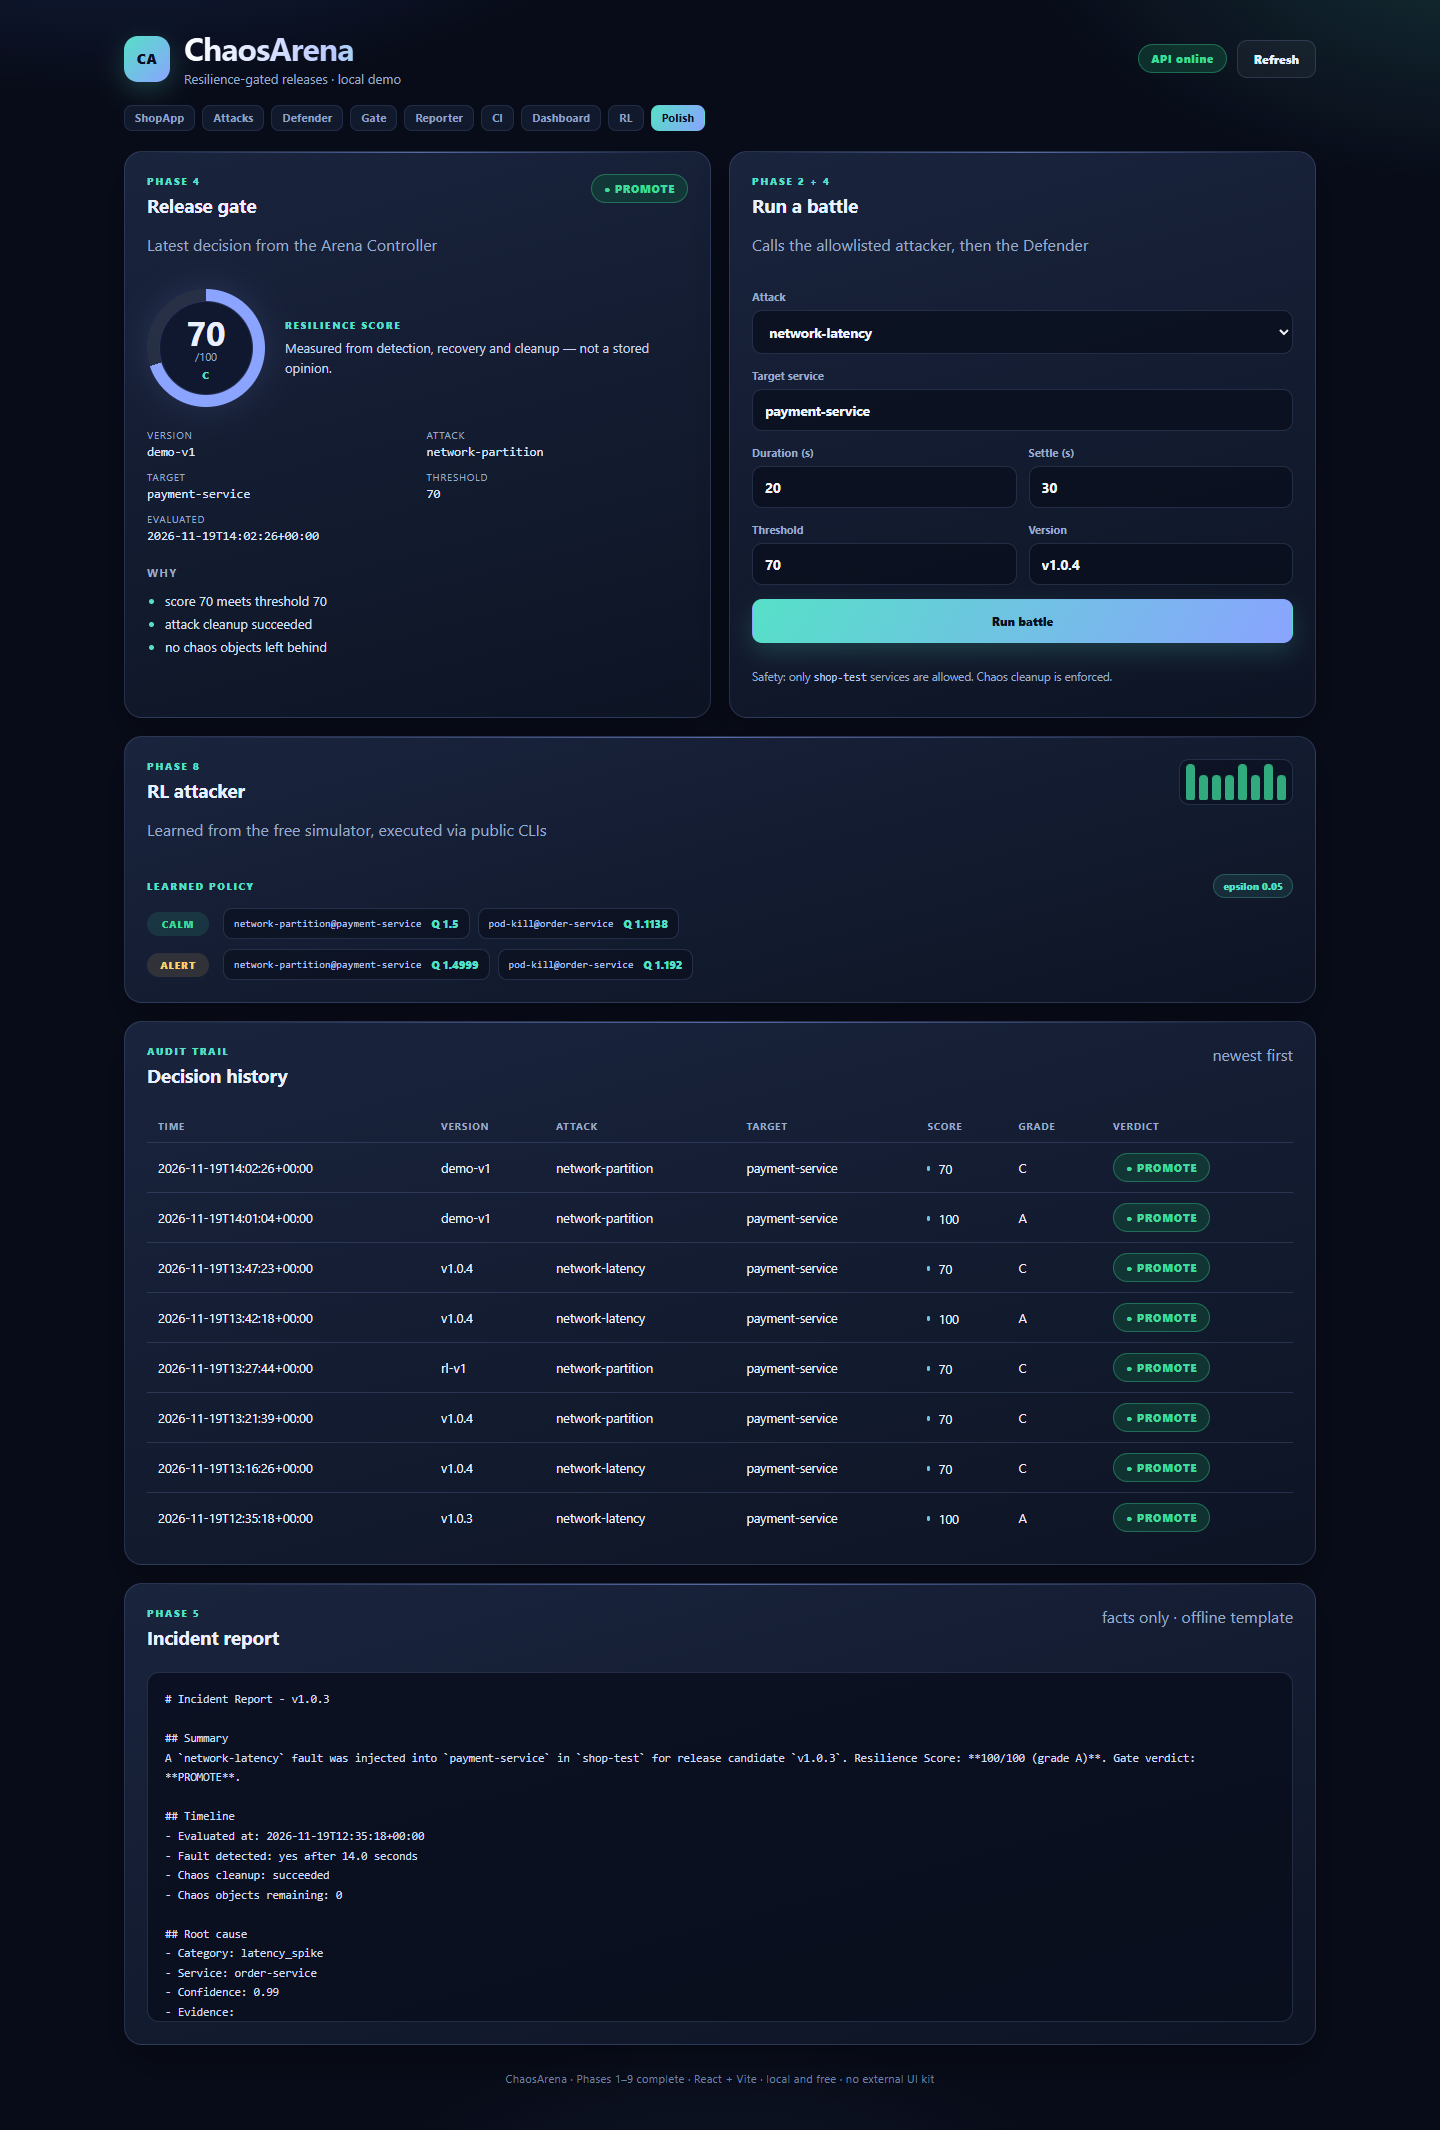 CA
ChaosArena
Resilience-gated releases · local demo
API online
Refresh
ShopApp
Attacks
Defender
Gate
Reporter
CI
Dashboard
RL
Polish
PHASE 4
Release gate
• PROMOTE
Latest decision from the Arena Controller
70
/100
C
RESILIENCE SCORE
Measured from detection, recovery and cleanup — not a stored
opinion.
VERSION
demo-v1
ATTACK
network-partition
TARGET
payment-service
THRESHOLD
70
EVALUATED
2026-11-19T14:02:26+00:00
WHY
• score 70 meets threshold 70
• attack cleanup succeeded
• no chaos objects left behind
PHASE 2 + 4
Run a battle
Calls the allowlisted attacker, then the Defender
Attack
network-latency
Target service
payment-service
Duration (s)
20
Settle (s)
30
Threshold
70
Version
v1.0.4
Run battle
Safety: only shop-test services are allowed. Chaos cleanup is enforced.
PHASE 8
RL attacker
Learned from the free simulator, executed via public CLIs
LEARNED POLICY
epsilon 0.05
CALM network-partition@payment-service Q 1.5 pod-kill@order-service Q 1.1138
ALERT network-partition@payment-service Q 1.4999 pod-kill@order-service Q 1.192
AUDIT TRAIL
Decision history
newest first
TIME VERSION ATTACK TARGET SCORE GRADE VERDICT
2026-11-19T14:02:26+00:00 demo-v1 network-partition payment-service 70 C • PROMOTE
2026-11-19T14:01:04+00:00 demo-v1 network-partition payment-service 100 A • PROMOTE
2026-11-19T13:47:23+00:00 v1.0.4 network-latency payment-service 70 C • PROMOTE
2026-11-19T13:42:18+00:00 v1.0.4 network-latency payment-service 100 A • PROMOTE
2026-11-19T13:27:44+00:00 rl-v1 network-partition payment-service 70 C • PROMOTE
2026-11-19T13:21:39+00:00 v1.0.4 network-partition payment-service 70 C • PROMOTE
2026-11-19T13:16:26+00:00 v1.0.4 network-latency payment-service 70 C • PROMOTE
2026-11-19T12:35:18+00:00 v1.0.3 network-latency payment-service 100 A • PROMOTE
PHASE 5
Incident report
facts only · offline template
# Incident Report - v1.0.3
## Summary
A `network-latency` fault was injected into `payment-service` in `shop-test` for release candidate `v1.0.3`. Resilience Score: **100/100 (grade A)**. Gate verdict:
**PROMOTE**.
## Timeline
- Evaluated at: 2026-11-19T12:35:18+00:00
- Fault detected: yes after 14.0 seconds
- Chaos cleanup: succeeded
- Chaos objects remaining: 0
## Root cause
- Category: latency_spike
- Service: order-service
- Confidence: 0.99
- Evidence:
ChaosArena · Phases 1–9 complete · React + Vite · local and free · no external UI kit